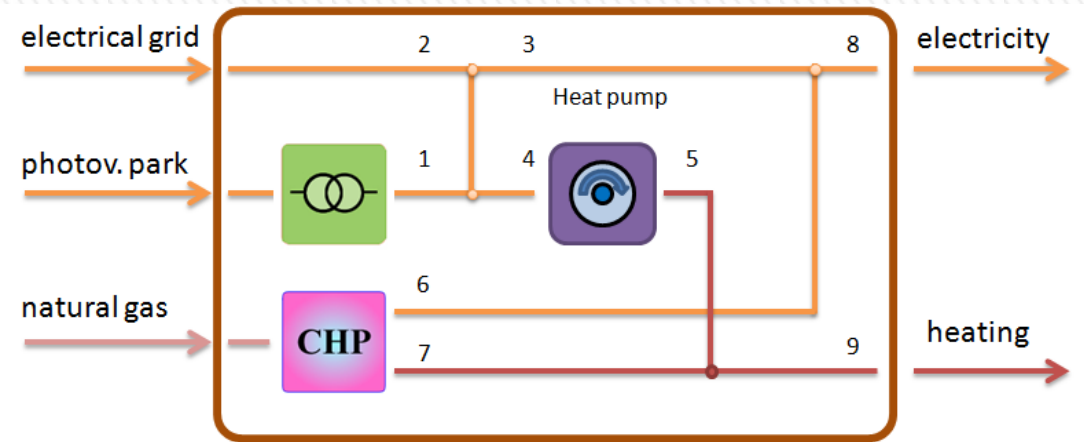 electrical grid
2
3
8
electricity
Heat pump
photov. park
1
4
5
natural gas
6
CHP
7
9
heating